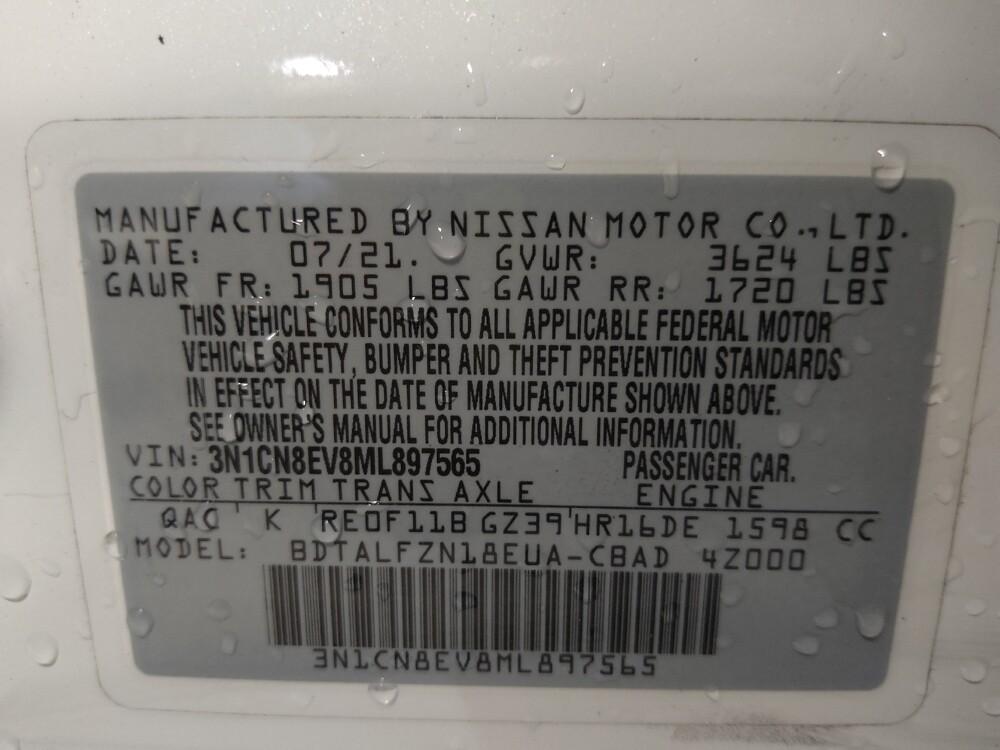 MANUFACTURED BY NISSAN MOTOR CO., LTD.
DATE: 07/21. GVWR: 3624 LBS
GAWR FR: 1905 LBS GAWR RR: 1720 LBS
THIS VEHICLE CONFORMS TO ALL APPLICABLE FEDERAL MOTOR
VEHICLE SAFETY, BUMPER AND THEFT PREVENTION STANDARDS
IN EFFECT ON THE DATE OF MANUFACTURE SHOWN ABOVE.
SEE OWNER'S MANUAL FOR ADDITIONAL INFORMATION.
VIN: 3N1CN8EV8ML897565 PASSENGER CAR.
COLOR TRIM TRANS AXLE ENGINE
QAC K RE0F11B GZ39 HR16DE 1598 CC
MODEL: BDTALFZN18EUA-CBAD 4Z000
3N1CN8EV8ML897565